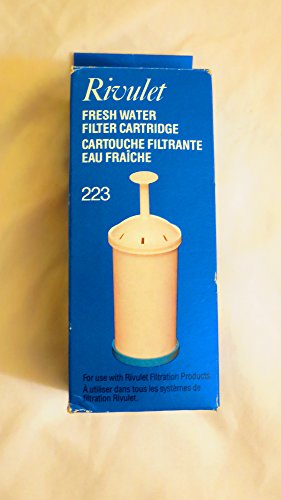 Rivulet
FRESH WATER
FILTER CARTRIDGE
CARTOUCHE FILTRANTE
EAU FRAÎCHE
223
For use with Rivulet Filtration Products.
À utiliser dans tous les systèmes de
filtration Rivulet.